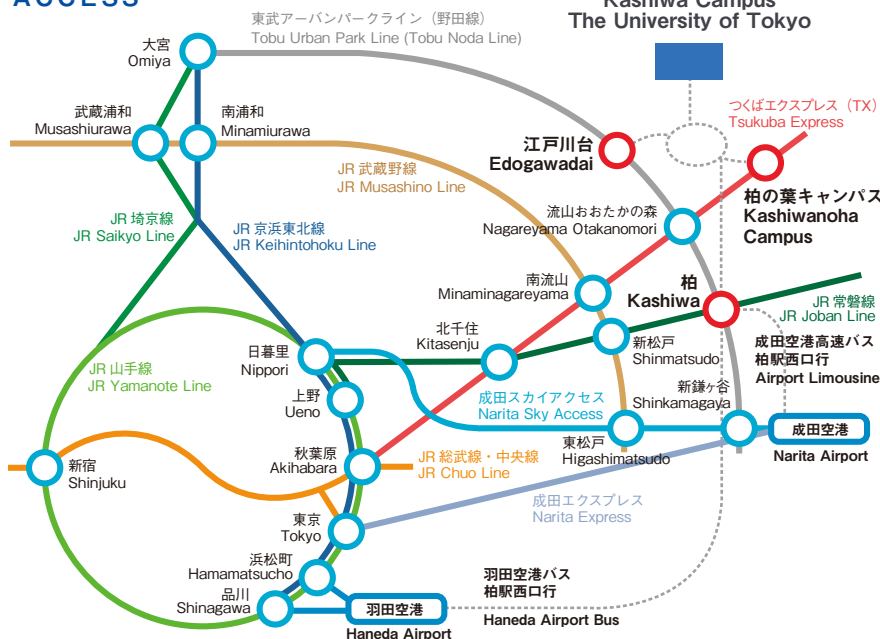 ACCESS
Kashiwa Campus
The University of Tokyo
東武アーバンパークライン（野田線）
Tobu Urban Park Line (Tobu Noda Line)
大宮
Omiya
武蔵浦和
Musashiurawa
南浦和
Minamiurawa
江戸川台
Edogawadai
つくばエクスプレス（TX）
Tsukuba Express
JR 武蔵野線
JR Musashino Line
柏の葉キャンパス
Kashiwanoha
Campus
流山おおたかの森
Nagareyama Otakanomori
JR 埼京線
JR Saikyo Line
JR 京浜東北線
JR Keihintohoku Line
南流山
Minaminagareyama
柏
Kashiwa
JR 常磐線
JR Joban Line
北千住
Kitasenju
日暮里
Nippori
新松戸
Shinmatsudo
成田空港高速バス
柏駅西口行
Airport Limousine
JR 山手線
JR Yamanote Line
上野
Ueno
成田スカイアクセス
Narita Sky Access
新鎌ヶ谷
Shinkamagaya
秋葉原
Akihabara
JR 総武線・中央線
JR Chuo Line
東松戸
Higashimatsudo
成田空港
Narita Airport
新宿
Shinjuku
成田エクスプレス
Narita Express
東京
Tokyo
浜松町
Hamamatsucho
品川
Shinagawa
羽田空港
Haneda Airport
羽田空港バス
柏駅西口行
Haneda Airport Bus